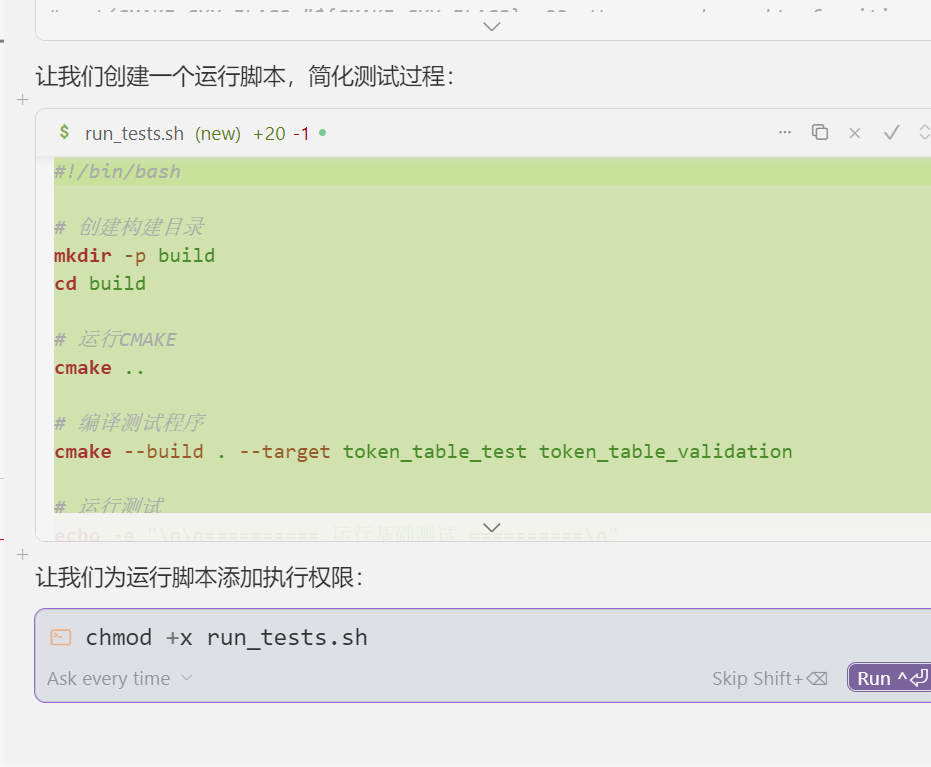 让我们创建一个运行脚本，简化测试过程：
$ run_tests.sh (new) +20 -1
#!/bin/bash
# 创建构建目录
mkdir -p build
cd build
# 运行CMAKE
cmake ..
# 编译测试程序
cmake --build . --target token_table_test token_table_validation
# 运行测试
echo -e "\n\n========== 运行基础测试 ==========\n"
让我们为运行脚本添加执行权限：
chmod +x run_tests.sh
Ask every time
Skip Shift+⌫
Run ^⏎